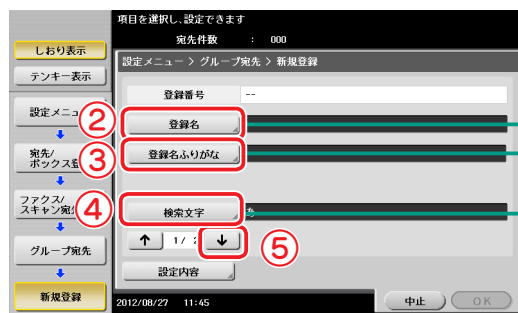 項目を選択し、設定できます
宛先件数 : 000
しおり表示
テンキー表示
設定メニュー > グループ宛先 > 新規登録
登録番号 --
設定メニュ
② 登録名
宛先/
ボックス登
③ 登録名ふりがな
ファクス/
スキャン宛先
④ 検索文字
↑ 1/ 2 ↓ ⑤
グループ宛先
設定内容
新規登録
2012/08/27 11:45
中止
OK